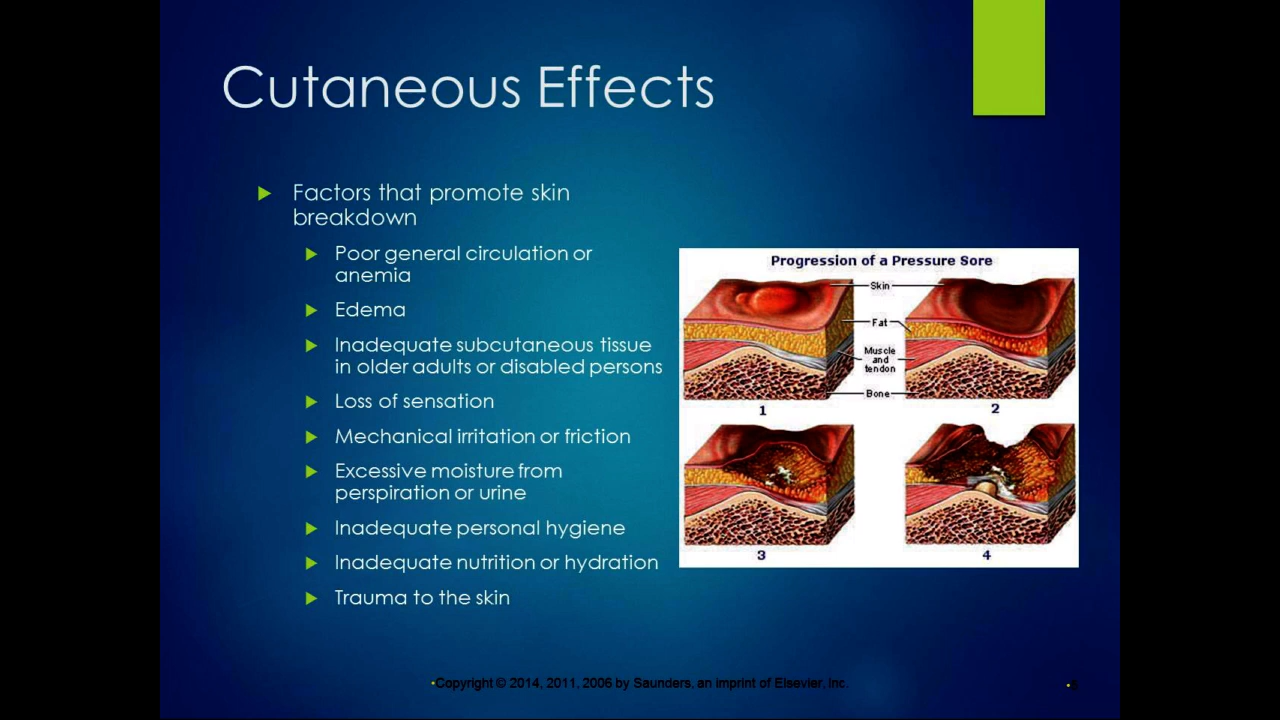 Cutaneous Effects
Factors that promote skin
breakdown
Poor general circulation or
anemia
Edema
Inadequate subcutaneous tissue
in older adults or disabled persons
Loss of sensation
Mechanical irritation or friction
Excessive moisture from
perspiration or urine
Inadequate personal hygiene
Inadequate nutrition or hydration
Trauma to the skin
Progression of a Pressure Sore
Skin
Fat
Muscle
and
tendon
Bone
1
2
3
4
•Copyright © 2014, 2011, 2006 by Saunders, an imprint of Elsevier, Inc.